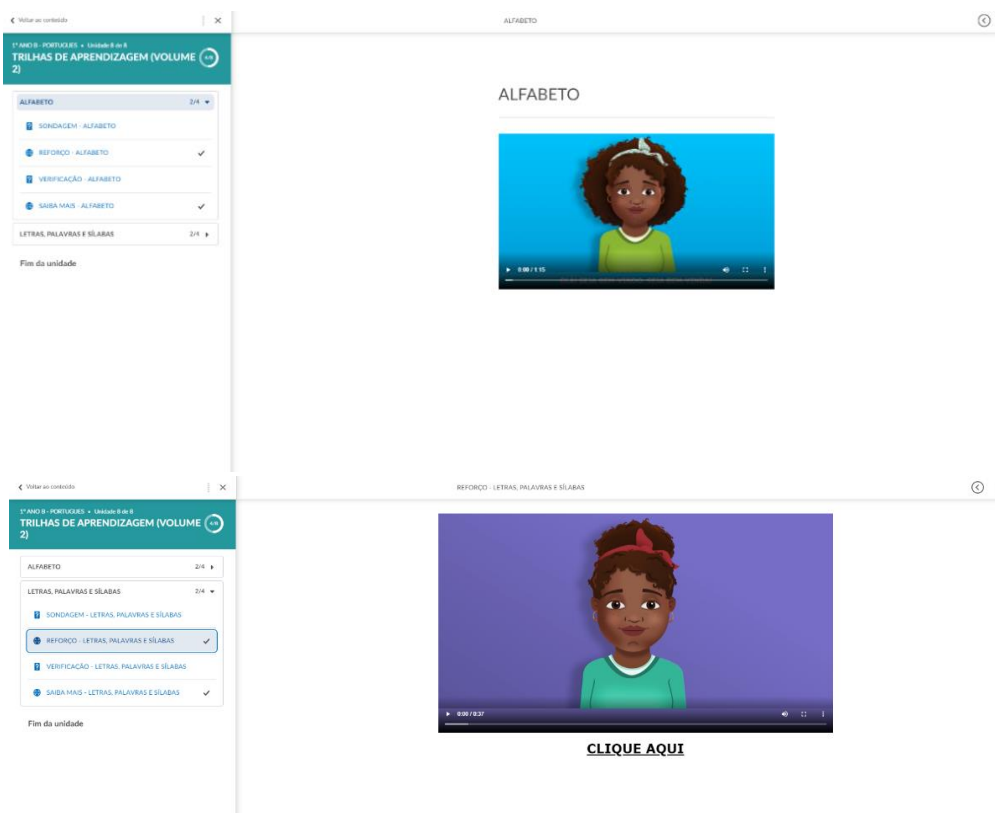 Voltar ao conteúdo
ALFABETO
1º ANO B - PORTUGUES • Unidade 8 de 8
TRILHAS DE APRENDIZAGEM (VOLUME 2)
ALFABETO 2/4
SONDAGEM - ALFABETO
REFORÇO - ALFABETO
VERIFICAÇÃO - ALFABETO
SAIBA MAIS - ALFABETO
LETRAS, PALAVRAS E SÍLABAS 2/4
Fim da unidade
ALFABETO
0:00 / 1:15
Voltar ao conteúdo
REFORÇO - LETRAS, PALAVRAS E SÍLABAS
1º ANO B - PORTUGUES • Unidade 8 de 8
TRILHAS DE APRENDIZAGEM (VOLUME 2)
ALFABETO 2/4
LETRAS, PALAVRAS E SÍLABAS 2/4
SONDAGEM - LETRAS, PALAVRAS E SÍLABAS
REFORÇO - LETRAS, PALAVRAS E SÍLABAS
VERIFICAÇÃO - LETRAS, PALAVRAS E SÍLABAS
SAIBA MAIS - LETRAS, PALAVRAS E SÍLABAS
Fim da unidade
0:00 / 0:37
CLIQUE AQUI